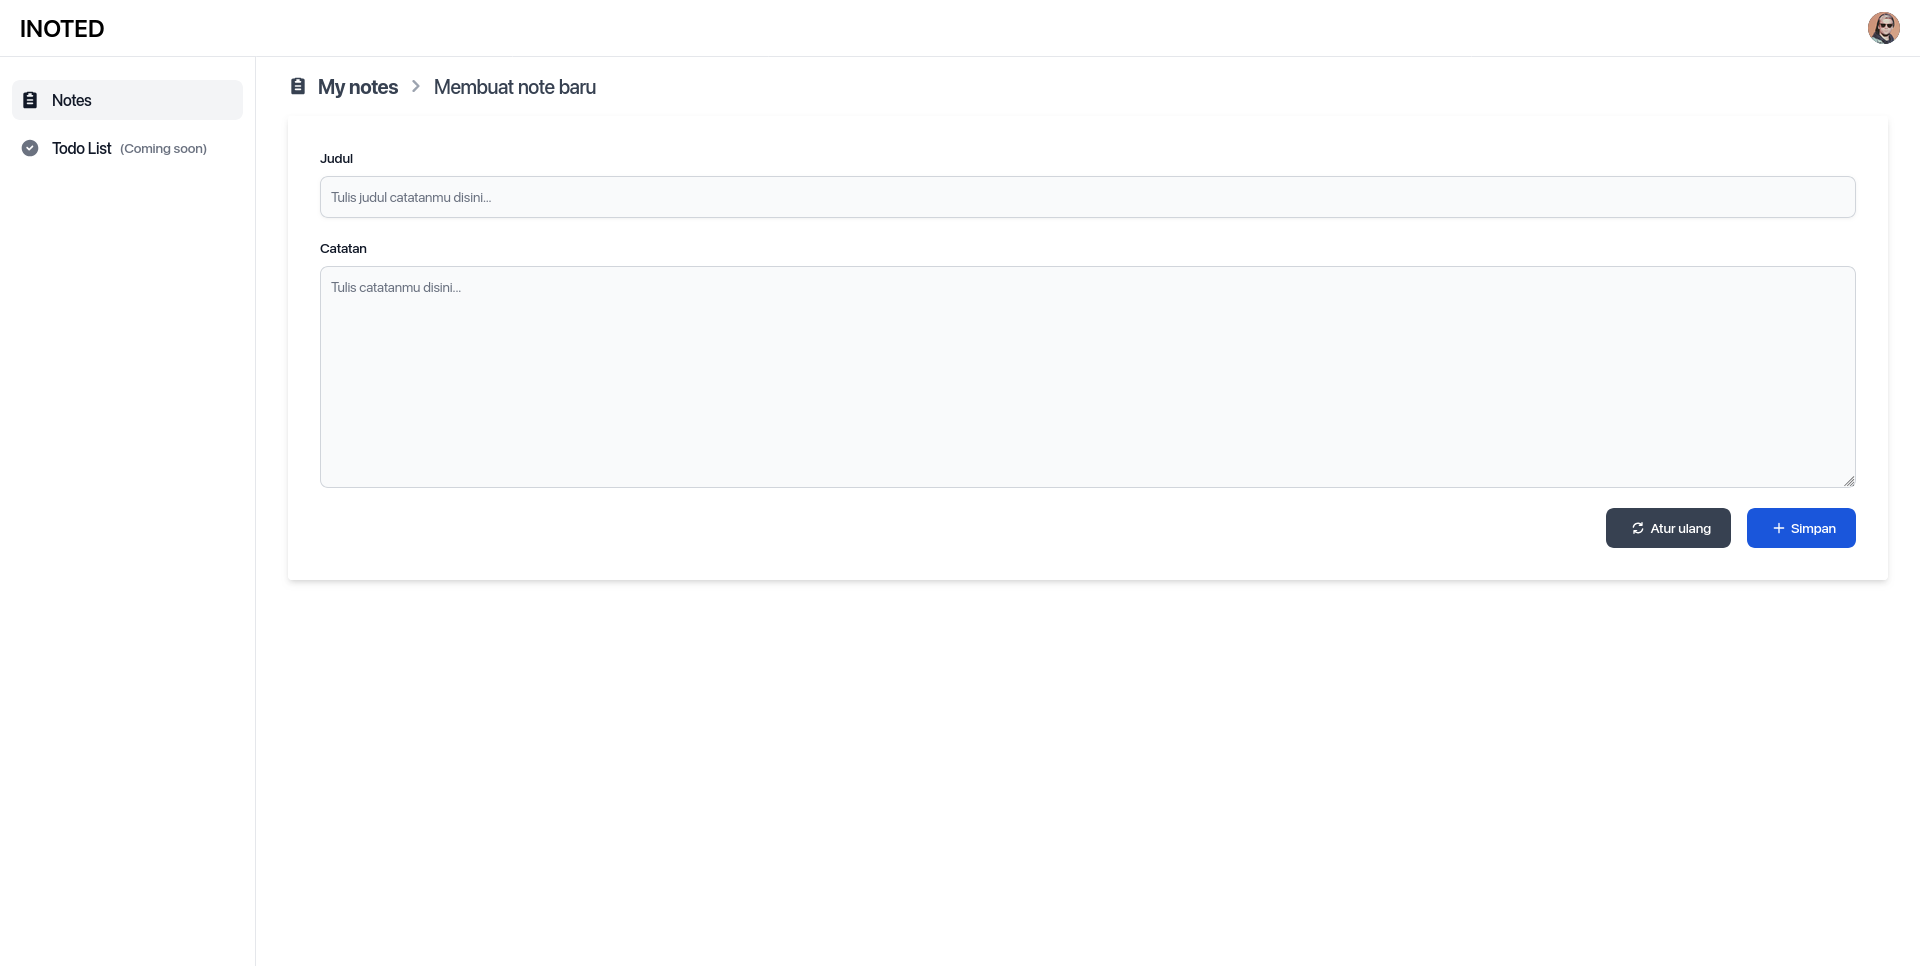 INOTED
Notes
Todo List (Coming soon)
My notes > Membuat note baru
Judul
Tulis judul catatanmu disini...
Catatan
Tulis catatanmu disini...
Atur ulang
Simpan